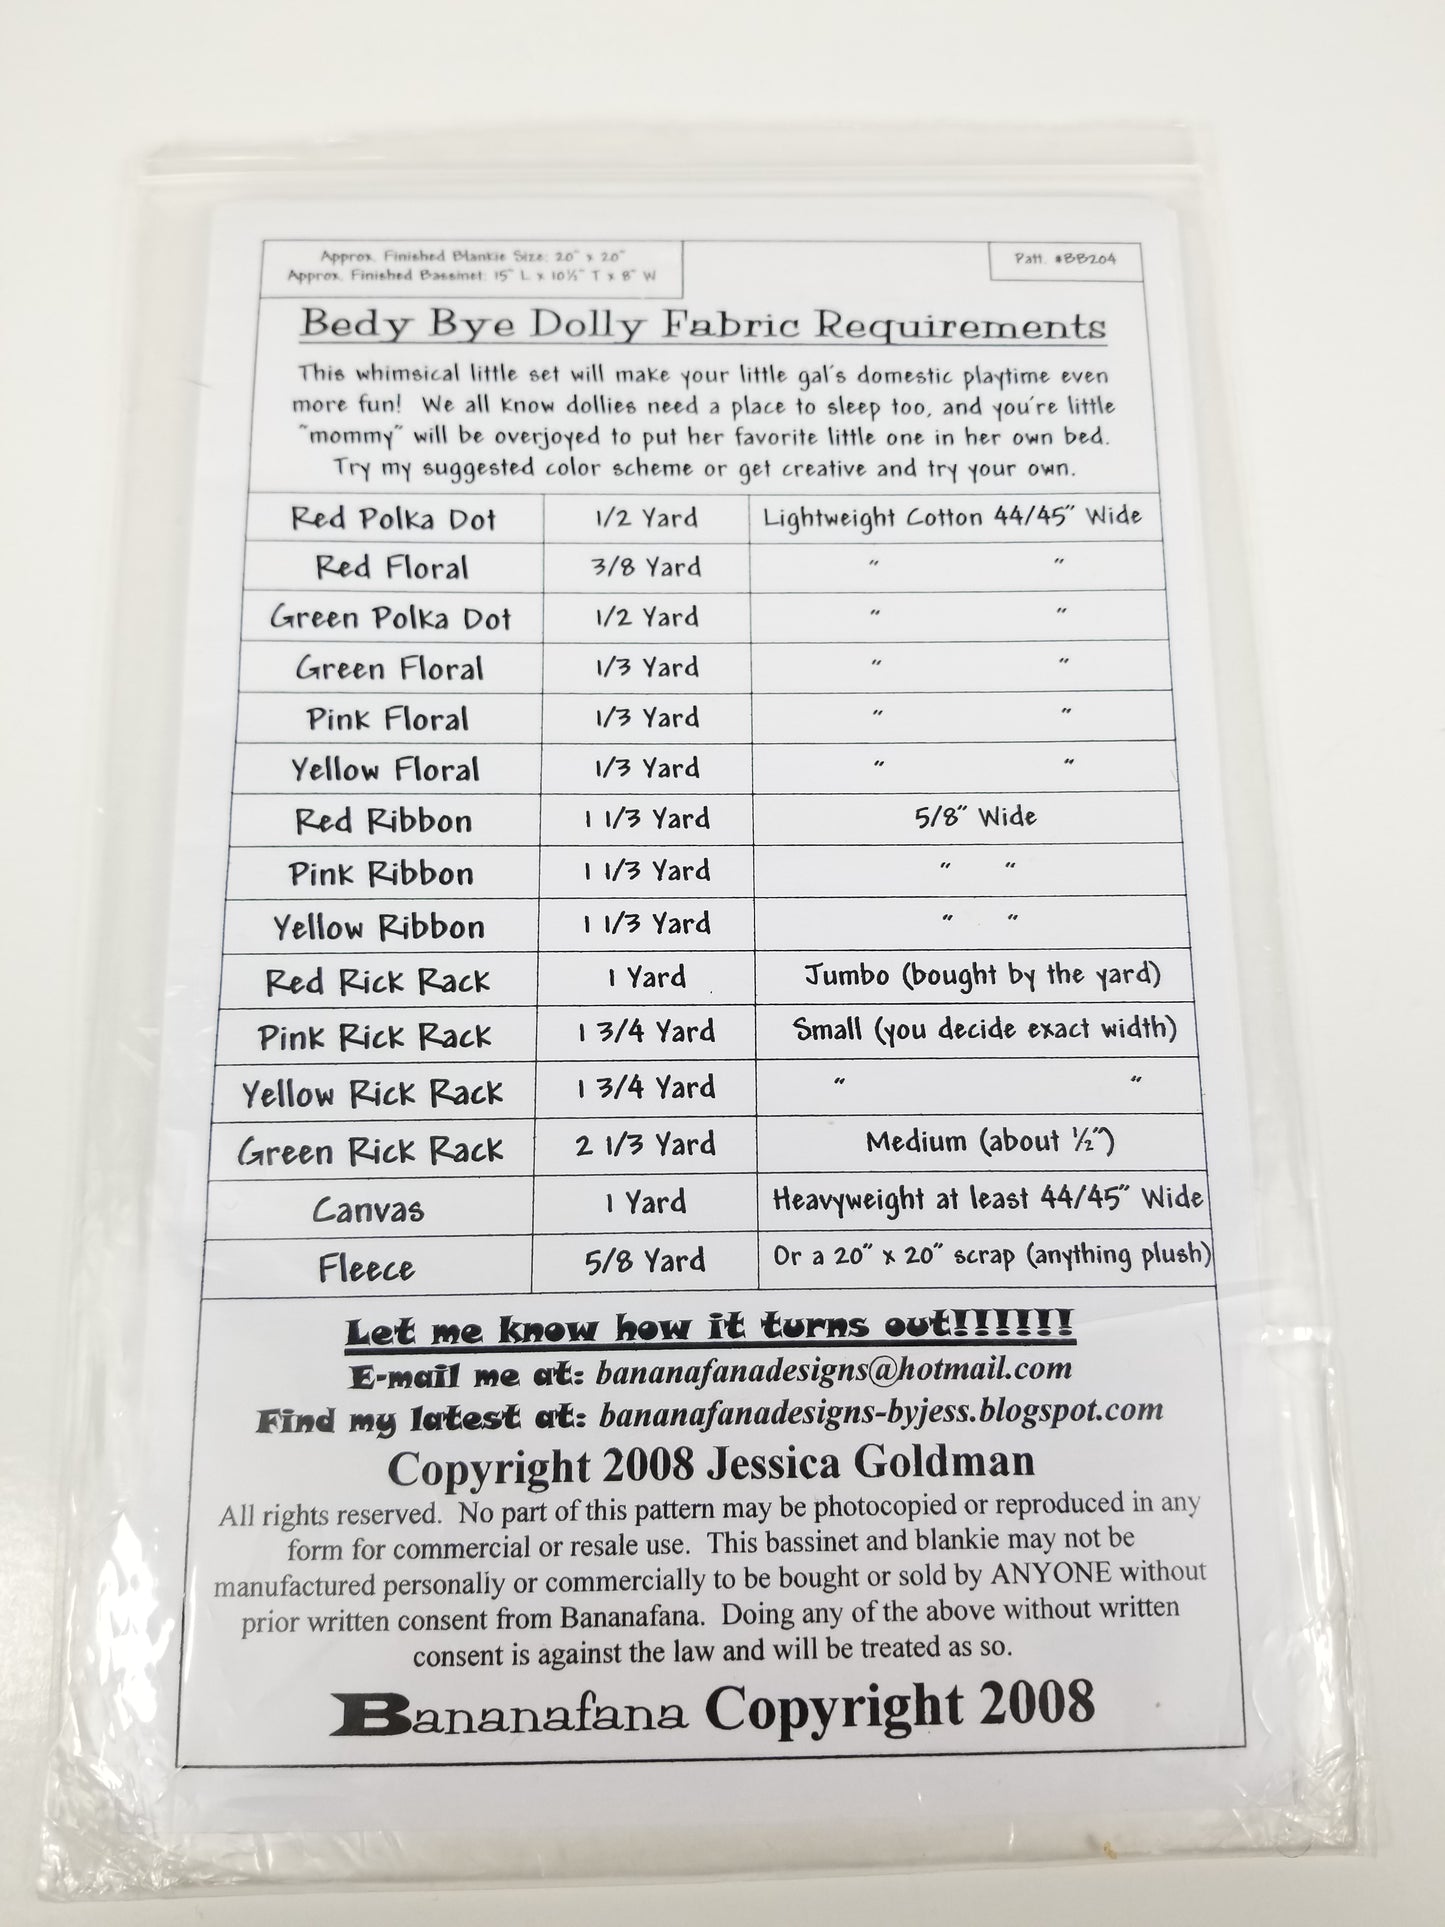 Approx. Finished Blankie Size: 20" x 20"
Approx. Finished Bassinet: 15" L x 10½" T x 8" W
Patt. #BB204
Bedy Bye Dolly Fabric Requirements
This whimsical little set will make your little gal's domestic playtime even
more fun!  We all know dollies need a place to sleep too, and you're little
"mommy" will be overjoyed to put her favorite little one in her own bed.
Try my suggested color scheme or get creative and try your own.
Red Polka Dot 1/2 Yard Lightweight Cotton 44/45" Wide
Red Floral 3/8 Yard " "
Green Polka Dot 1/2 Yard " "
Green Floral 1/3 Yard " "
Pink Floral 1/3 Yard " "
Yellow Floral 1/3 Yard " "
Red Ribbon 1 1/3 Yard 5/8" Wide
Pink Ribbon 1 1/3 Yard " "
Yellow Ribbon 1 1/3 Yard " "
Red Rick Rack 1 Yard Jumbo (bought by the yard)
Pink Rick Rack 1 3/4 Yard Small (you decide exact width)
Yellow Rick Rack 1 3/4 Yard " "
Green Rick Rack 2 1/3 Yard Medium (about ½")
Canvas 1 Yard Heavyweight at least 44/45" Wide
Fleece 5/8 Yard Or a 20" x 20" scrap (anything plush)
Let me know how it turns out!!!!!!
E-mail me at: bananafanadesigns@hotmail.com
Find my latest at: bananafanadesigns-byjess.blogspot.com
Copyright 2008 Jessica Goldman
All rights reserved.  No part of this pattern may be photocopied or reproduced in any
form for commercial or resale use.  This bassinet and blankie may not be
manufactured personally or commercially to be bought or sold by ANYONE without
prior written consent from Bananafana.  Doing any of the above without written
consent is against the law and will be treated as so.
Bananafana Copyright 2008